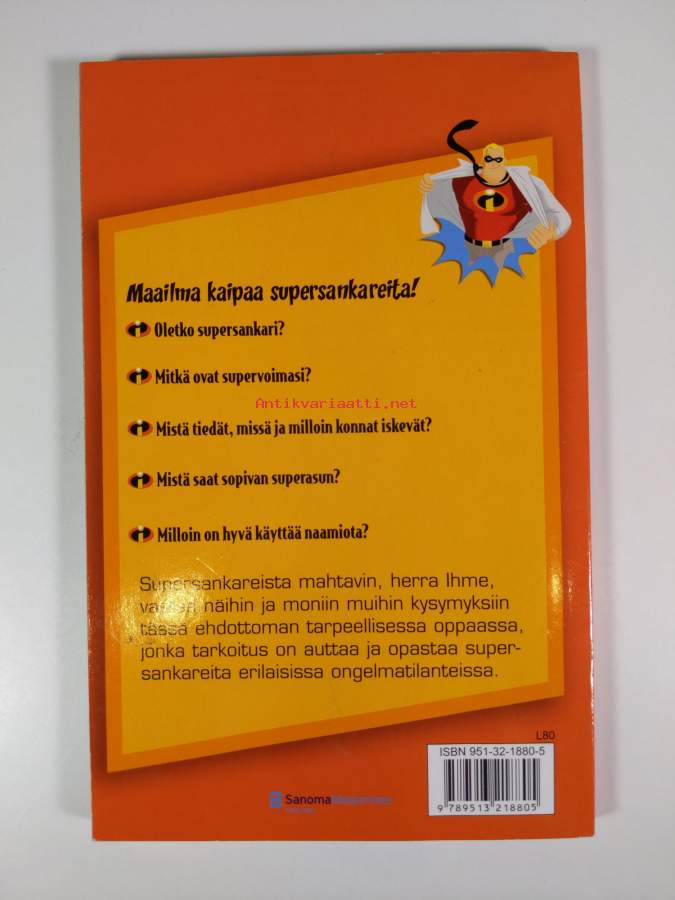 Maailma kaipaa supersankareita!
Oletko supersankari?
Mitkä ovat supervoimasi?
Antikvariaatti.net
Mistä tiedät, missä ja milloin konnat iskevät?
Mistä saat sopivan superasun?
Milloin on hyvä käyttää naamiota?
Supersankareista mahtavin, herra Ihme,
näihin ja moniin muihin kysymyksiin
tässä ehdottoman tarpeellisessa oppaassa,
jonka tarkoitus on auttaa ja opastaa super-
sankareita erilaisissa ongelmatilanteissa.
L80
ISBN 951-32-1880-5
9 789513 218805
Sanoma